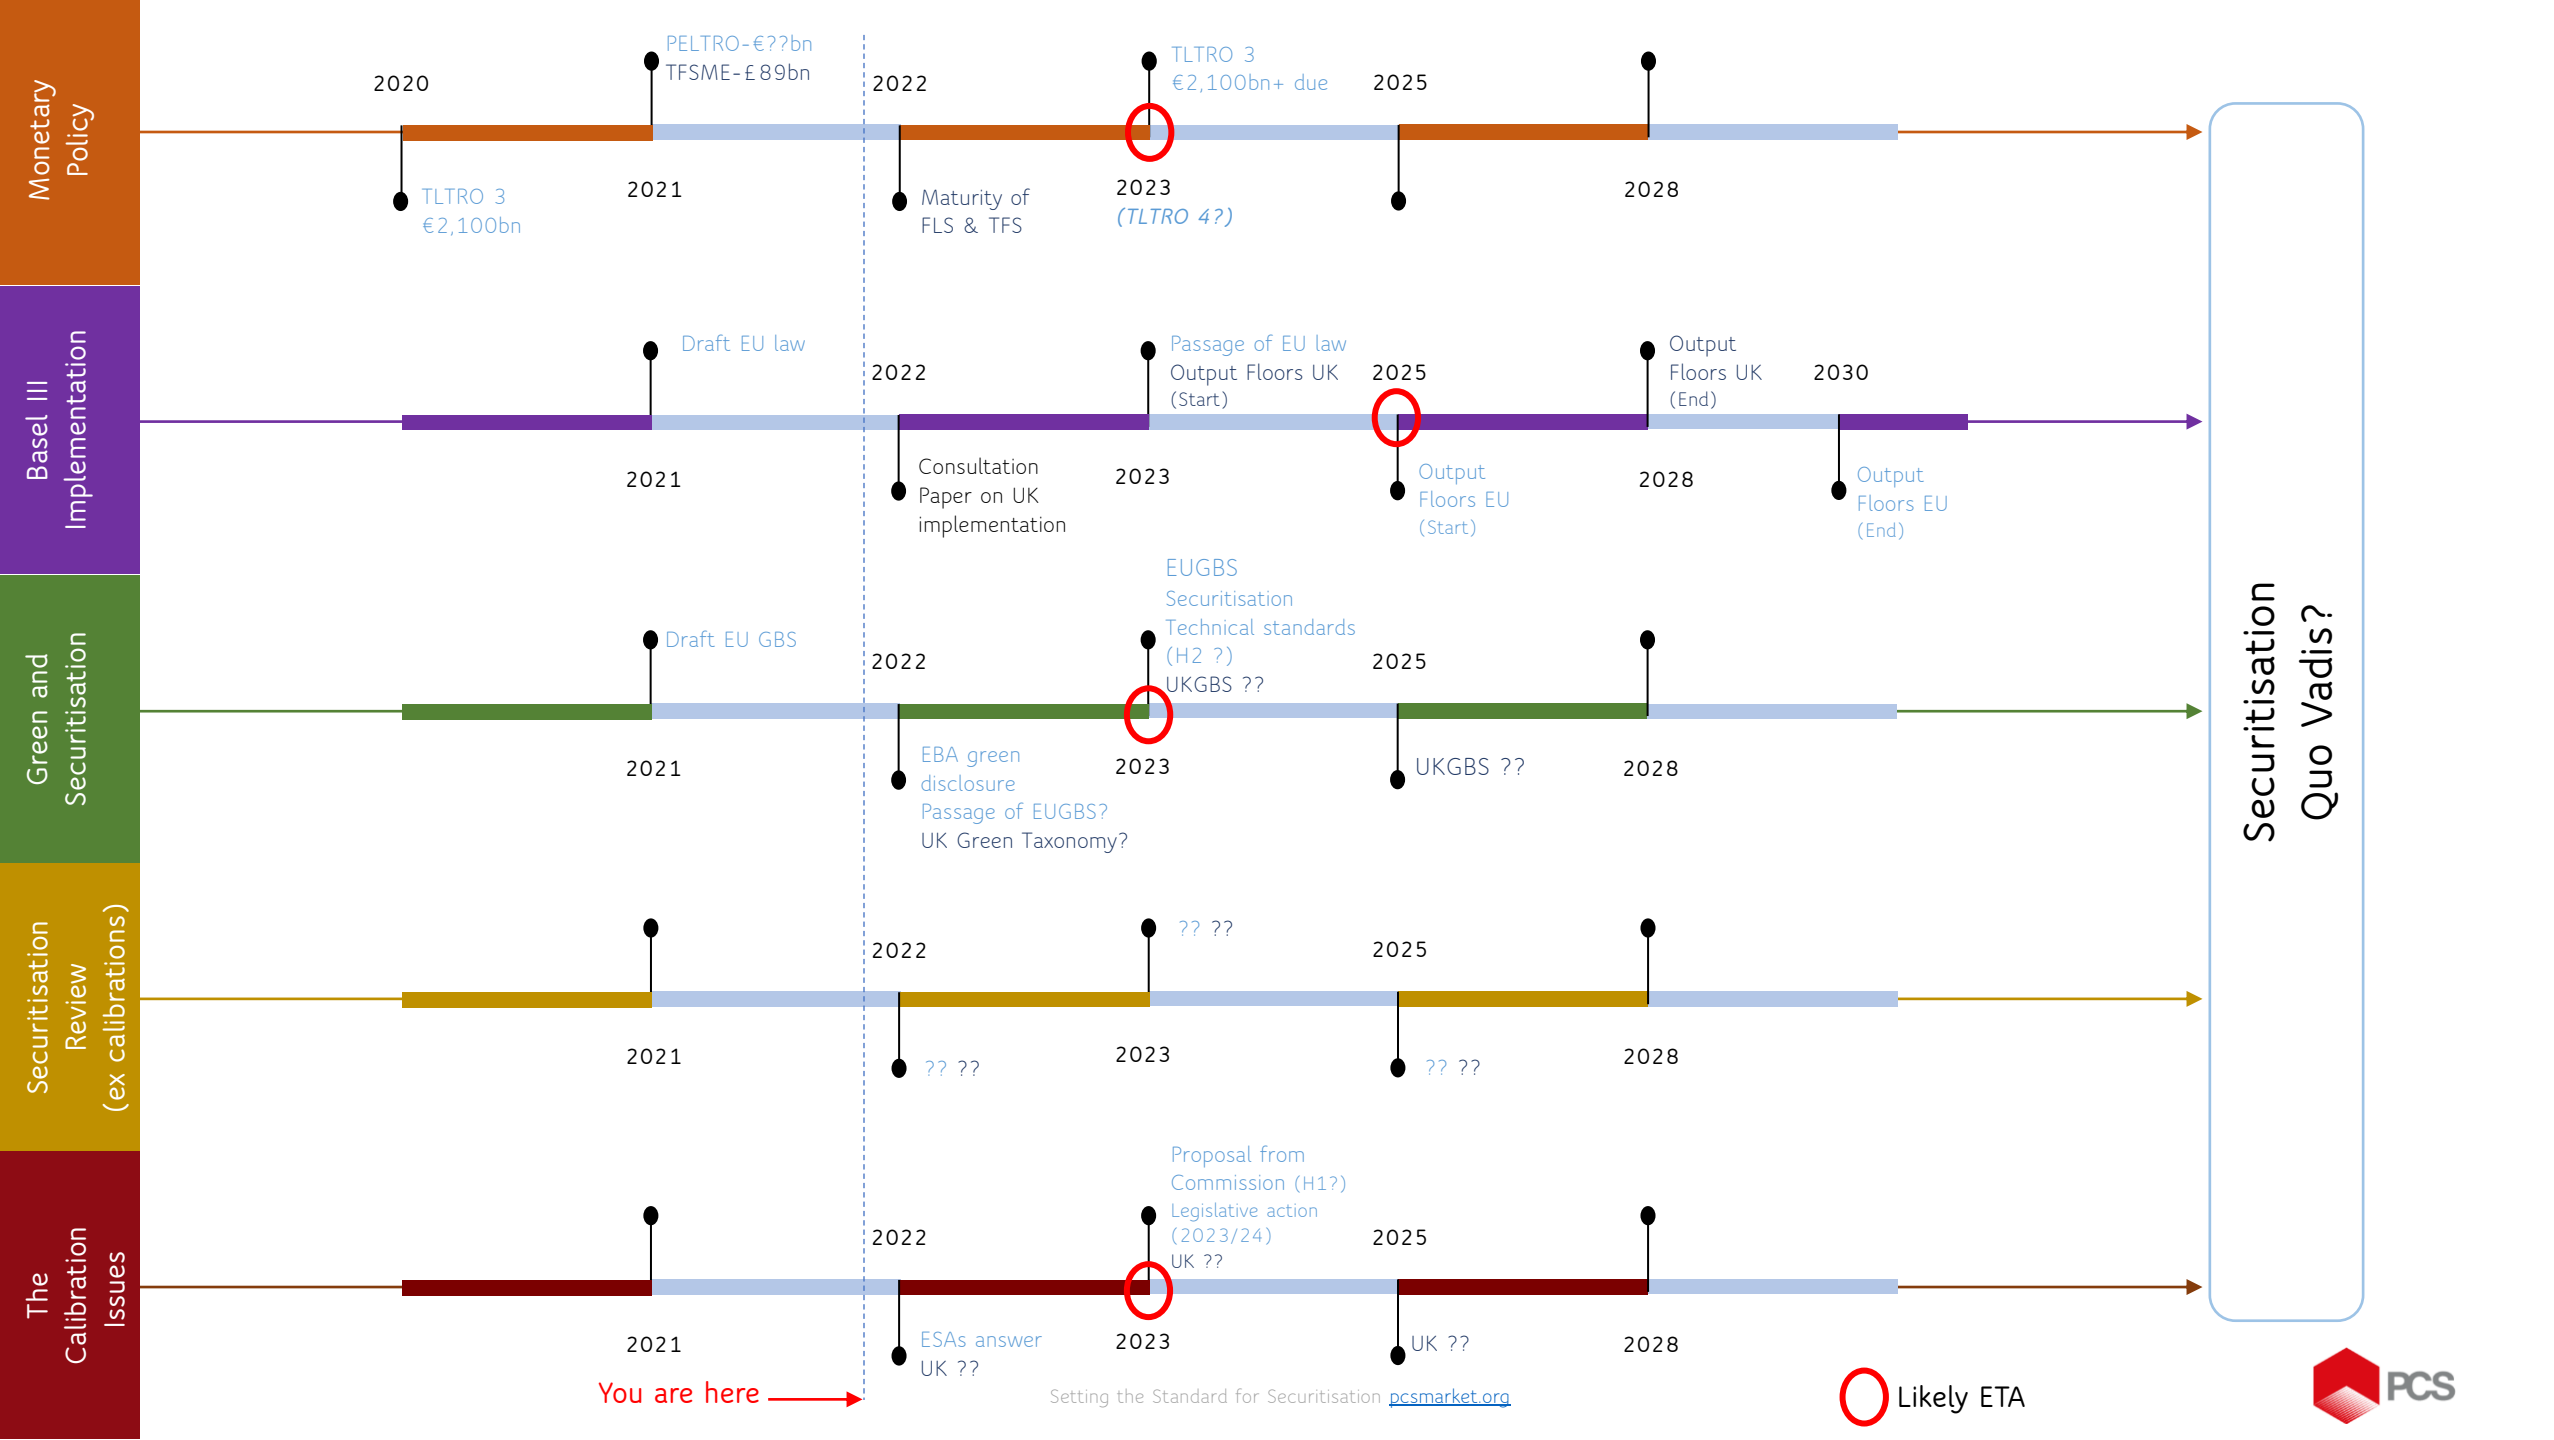 Monetary
Policy
2020
PELTRO-€??bn
TFSME-£89bn
2022
TLTRO 3
€2,100bn+ due
2025
TLTRO 3
€2,100bn
2021
Maturity of
FLS & TFS
2023
(TLTRO 4?)
2028
Basel III
Implementation
Draft EU law
2022
Passage of EU law
Output Floors UK
(Start)
2025
Output
Floors UK
(End)
2030
2021
Consultation
Paper on UK
implementation
2023
Output
Floors EU
(Start)
2028
Output
Floors EU
(End)
Green and
Securitisation
Draft EU GBS
2022
EUGBS
Securitisation
Technical standards
(H2 ?)
UKGBS ??
2025
2021
EBA green
disclosure
Passage of EUGBS?
UK Green Taxonomy?
2023
UKGBS ??
2028
Securitisation
Review
(ex calibrations)
2022
?? ??
2025
2021
?? ??
2023
?? ??
2028
The
Calibration
Issues
2022
Proposal from
Commission (H1?)
Legislative action
(2023/24)
UK ??
2025
2021
ESAs answer
UK ??
2023
UK ??
2028
Securitisation
Quo Vadis?
You are here
Setting the Standard for Securitisation pcsmarket.org
Likely ETA
PCS